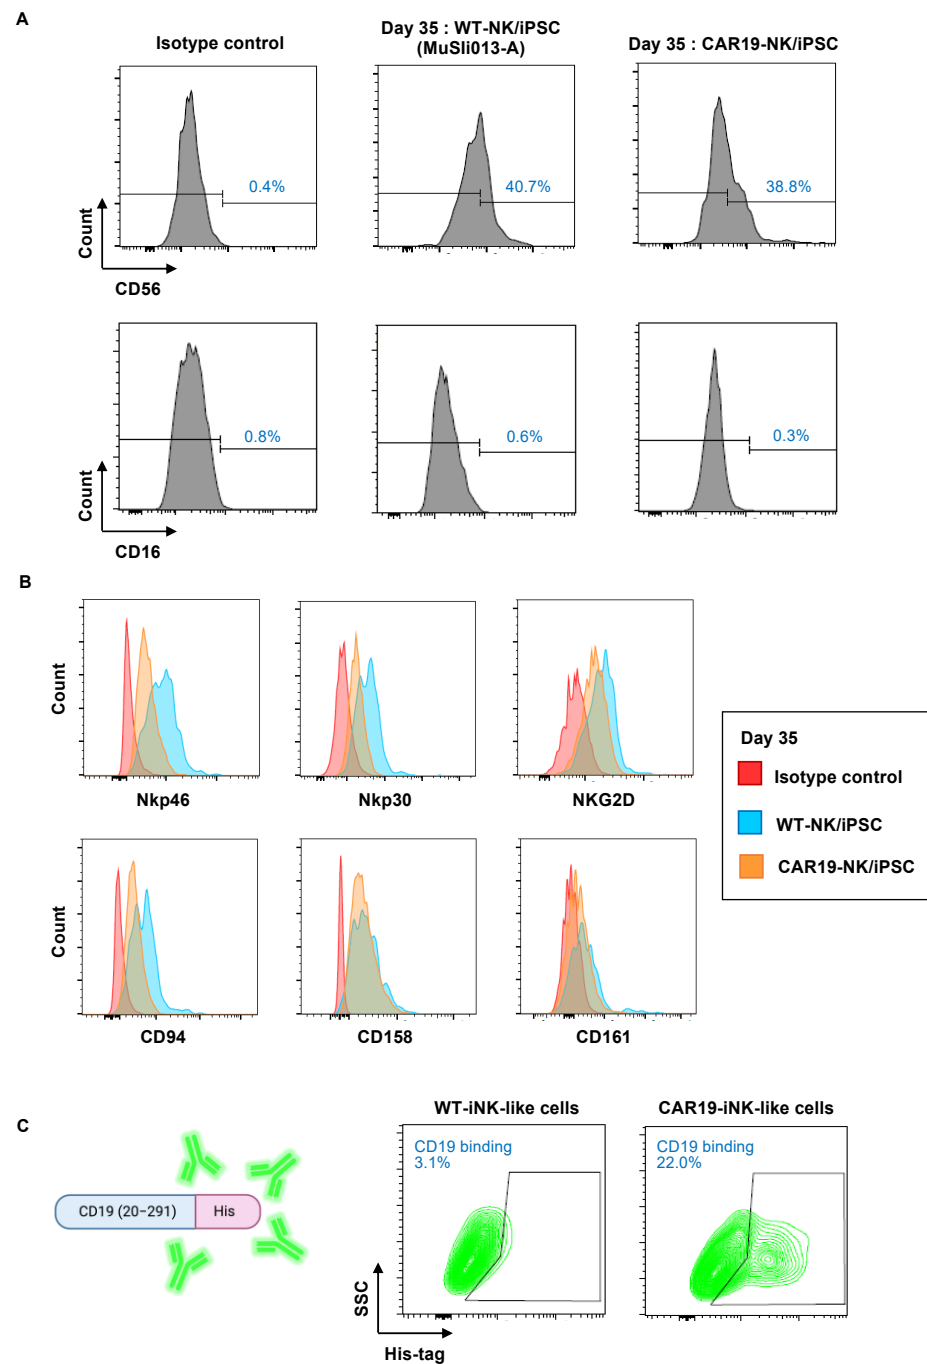 A
Isotype control
Day 35 : WT-NK/iPSC
(MuSIi013-A)
Day 35 : CAR19-NK/iPSC
0.4%
40.7%
38.8%
Count
CD56
0.8%
0.6%
0.3%
Count
CD16
B
Count
Nkp46
Nkp30
NKG2D
Day 35
Isotype control
WT-NK/iPSC
CAR19-NK/iPSC
Count
CD94
CD158
CD161
C
WT-iNK-like cells
CAR19-iNK-like cells
CD19 binding
3.1%
CD19 binding
22.0%
CD19 (20–291)
His
SSC
His-tag